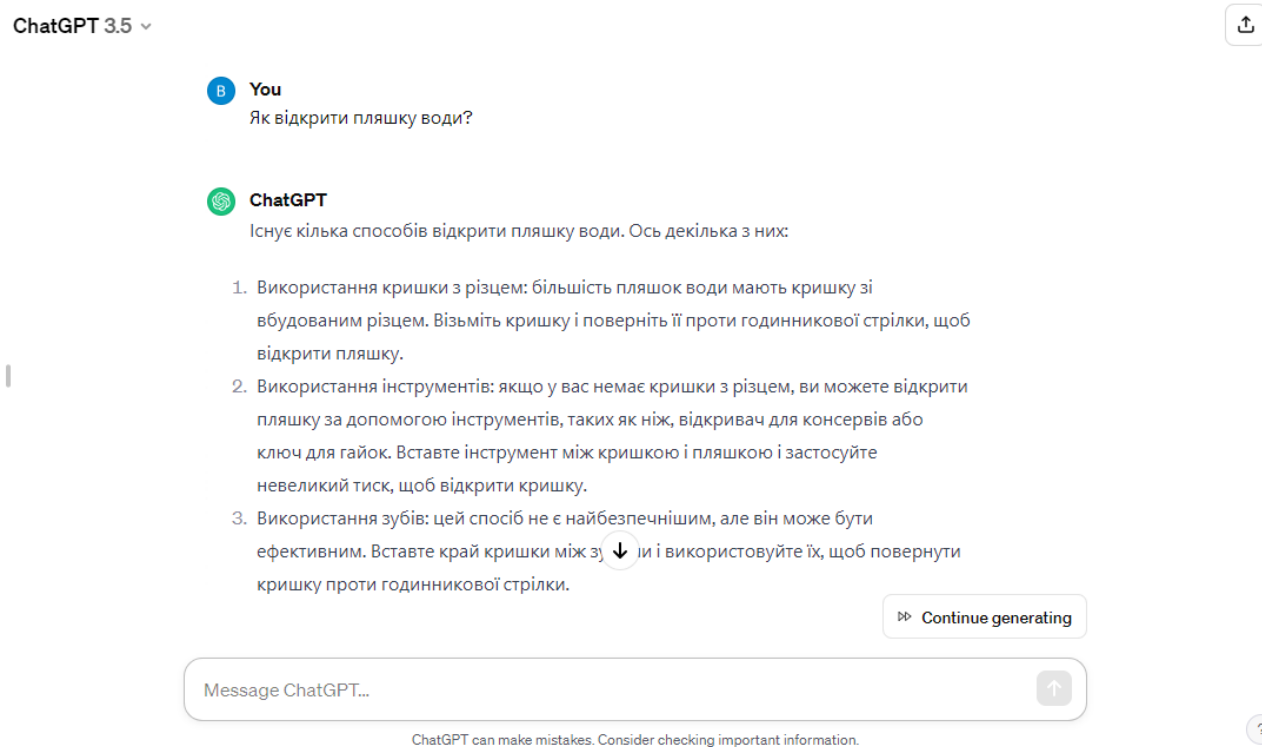 ChatGPT 3.5
B
You
Як відкрити пляшку води?
ChatGPT
Існує кілька способів відкрити пляшку води. Ось декілька з них:
1. Використання кришки з різцем: більшість пляшок води мають кришку зі
вбудованим різцем. Візьміть кришку і поверніть її проти годинникової стрілки, щоб
відкрити пляшку.
2. Використання інструментів: якщо у вас немає кришки з різцем, ви можете відкрити
пляшку за допомогою інструментів, таких як ніж, відкривач для консервів або
ключ для гайок. Вставте інструмент між кришкою і пляшкою і застосуйте
невеликий тиск, щоб відкрити кришку.
3. Використання зубів: цей спосіб не є найбезпечнішим, але він може бути
ефективним. Вставте край кришки між і використовуйте їх, щоб повернути
кришку проти годинникової стрілки.
Continue generating
Message ChatGPT...
ChatGPT can make mistakes. Consider checking important information.
?